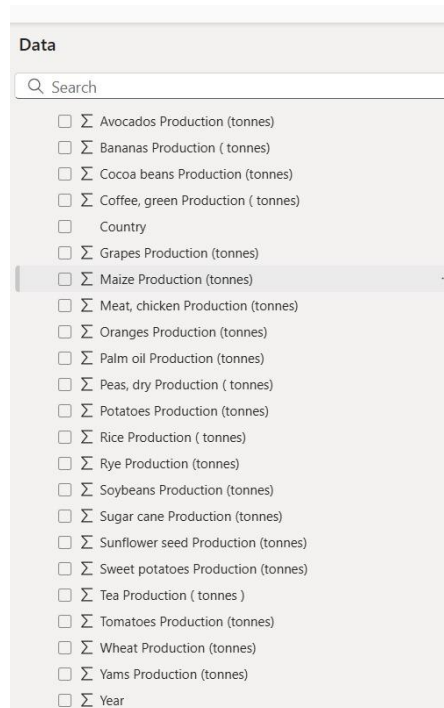 Data
Search
Σ Avocados Production (tonnes)
Σ Bananas Production ( tonnes)
Σ Cocoa beans Production (tonnes)
Σ Coffee, green Production ( tonnes)
Country
Σ Grapes Production (tonnes)
Σ Maize Production (tonnes)
Σ Meat, chicken Production (tonnes)
Σ Oranges Production (tonnes)
Σ Palm oil Production (tonnes)
Σ Peas, dry Production ( tonnes)
Σ Potatoes Production (tonnes)
Σ Rice Production ( tonnes)
Σ Rye Production (tonnes)
Σ Soybeans Production (tonnes)
Σ Sugar cane Production (tonnes)
Σ Sunflower seed Production (tonnes)
Σ Sweet potatoes Production (tonnes)
Σ Tea Production ( tonnes )
Σ Tomatoes Production (tonnes)
Σ Wheat Production (tonnes)
Σ Yams Production (tonnes)
Σ Year